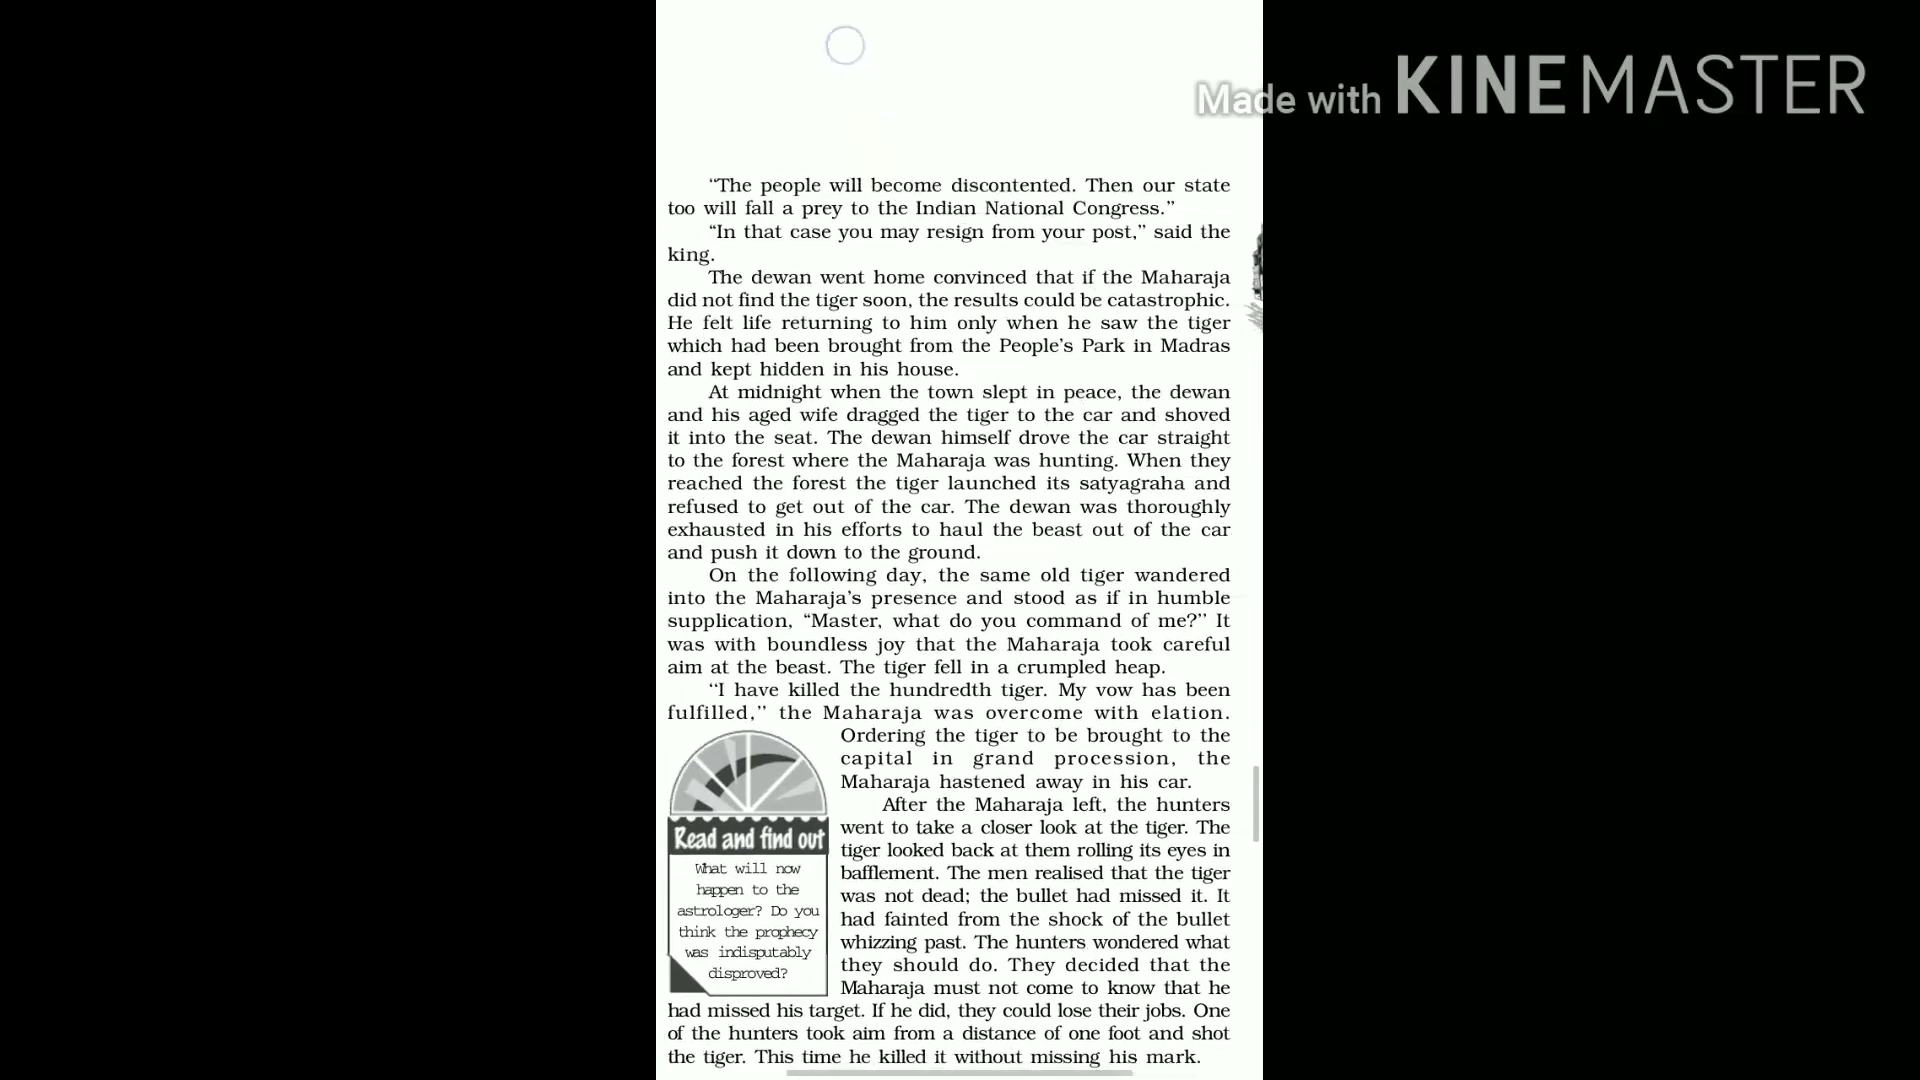 Made with KINEMASTER
‘‘The people will become discontented. Then our state
too will fall a prey to the Indian National Congress.’’
“In that case you may resign from your post,’’ said the
king.
The dewan went home convinced that if the Maharaja
did not find the tiger soon, the results could be catastrophic.
He felt life returning to him only when he saw the tiger
which had been brought from the People’s Park in Madras
and kept hidden in his house.
At midnight when the town slept in peace, the dewan
and his aged wife dragged the tiger to the car and shoved
it into the seat. The dewan himself drove the car straight
to the forest where the Maharaja was hunting. When they
reached the forest the tiger launched its satyagraha and
refused to get out of the car. The dewan was thoroughly
exhausted in his efforts to haul the beast out of the car
and push it down to the ground.
On the following day, the same old tiger wandered
into the Maharaja’s presence and stood as if in humble
supplication, “Master, what do you command of me?’’ It
was with boundless joy that the Maharaja took careful
aim at the beast. The tiger fell in a crumpled heap.
‘‘I have killed the hundredth tiger. My vow has been
fulfilled,’’ the Maharaja was overcome with elation.
Ordering the tiger to be brought to the
capital in grand procession, the
Maharaja hastened away in his car.
After the Maharaja left, the hunters
went to take a closer look at the tiger. The
tiger looked back at them rolling its eyes in
bafflement. The men realised that the tiger
was not dead; the bullet had missed it. It
had fainted from the shock of the bullet
whizzing past. The hunters wondered what
they should do. They decided that the
Maharaja must not come to know that he
had missed his target. If he did, they could lose their jobs. One
of the hunters took aim from a distance of one foot and shot
the tiger. This time he killed it without missing his mark.
Read and find out
What will now
happen to the
astrologer? Do you
think the prophecy
was indisputably
disproved?